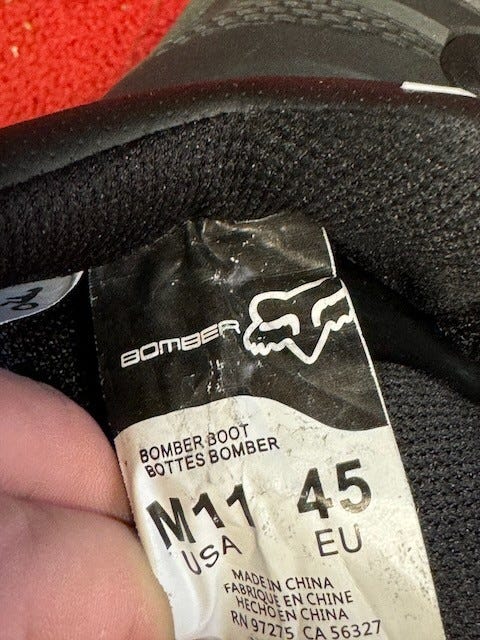 BOMBER
BOMBER BOOT
BOTTES BOMBER
M11 45
USA EU
MADE IN CHINA
FABRIQUE EN CHINE
HECHO EN CHINA
RN 97275 CA 56327